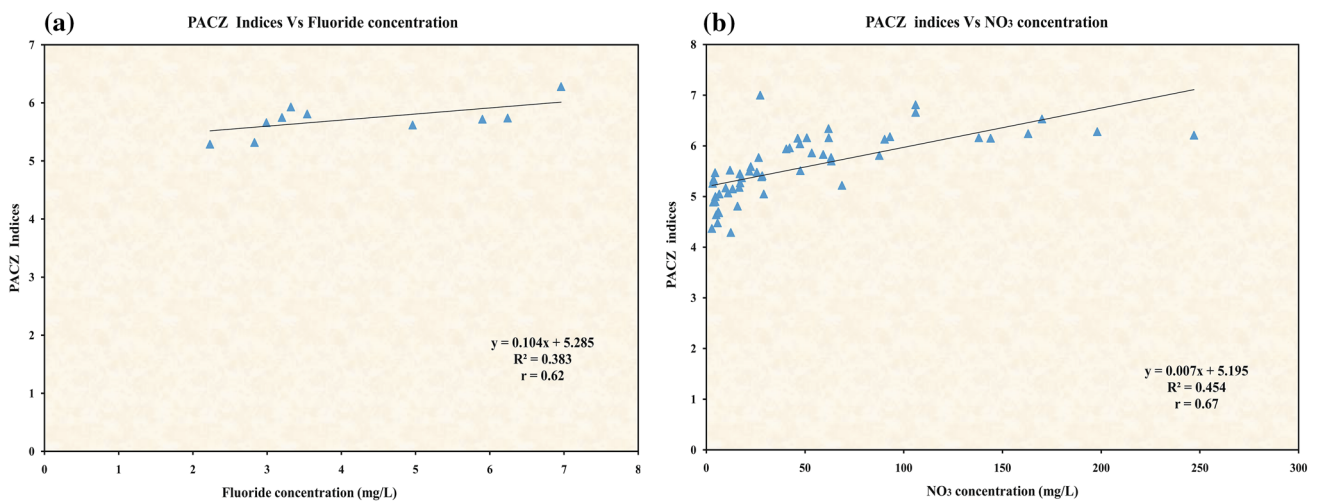 (a)
PACZ Indices Vs Fluoride concentration
7
6
5
4
3
2
1
0
PACZ Indices
y = 0.104x + 5.285
R² = 0.383
r = 0.62
0 1 2 3 4 5 6 7 8
Fluoride concentration (mg/L)
(b)
PACZ indices Vs NO₃ concentration
8
7
6
5
4
3
2
1
0
PACZ indices
y = 0.007x + 5.195
R² = 0.454
r = 0.67
0 50 100 150 200 250 300
NO₃ concentration (mg/L)